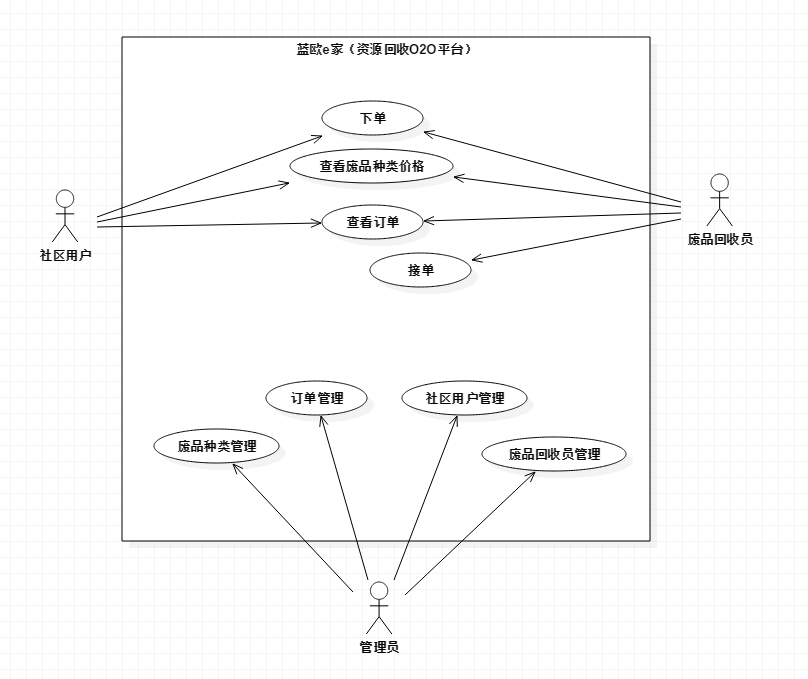 蓝欧e家（资源回收O2O平台）
下单
查看废品种类价格
查看订单
接单
社区用户
废品回收员
订单管理
社区用户管理
废品种类管理
废品回收员管理
管理员